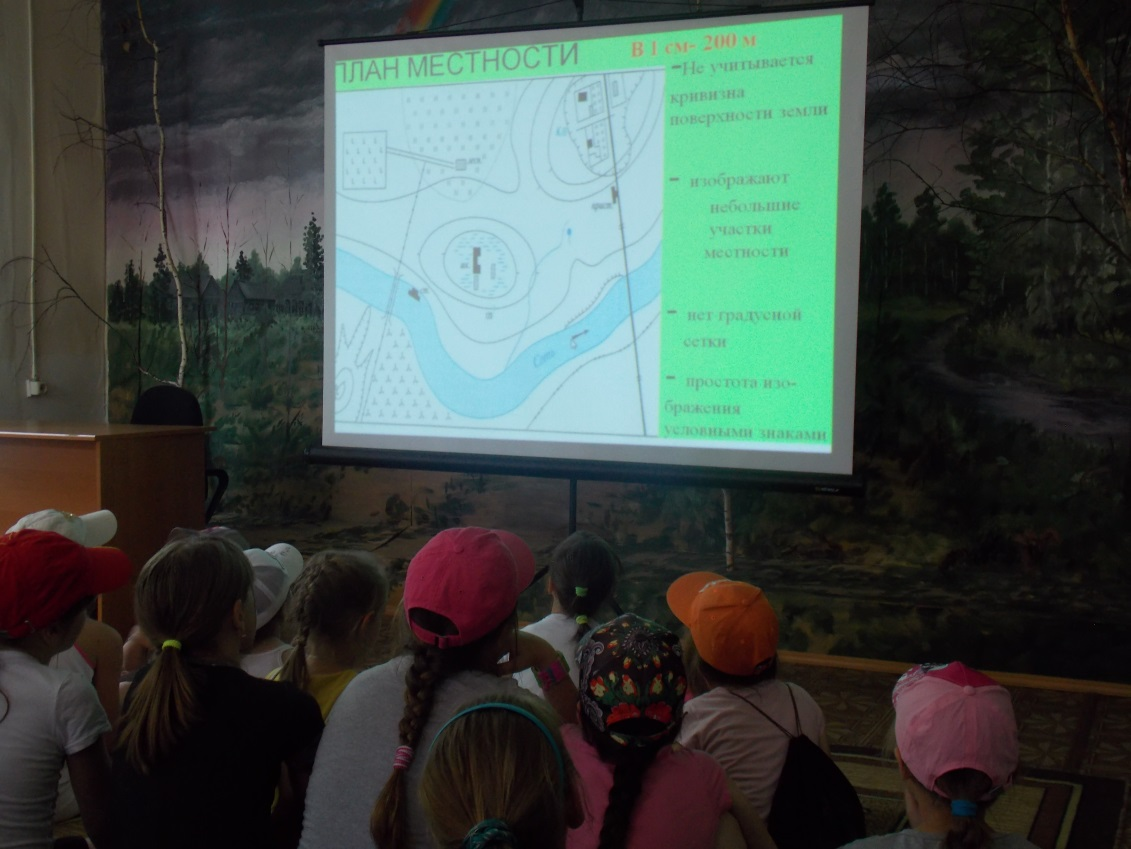 ПЛАН МЕСТНОСТИ
В 1 см- 200 м
-Не учитывается
кривизна
поверхности земли
- изображают
небольшие
участки
местности
- нет градусной
сетки
- простота изо-
бражения
условными знаками